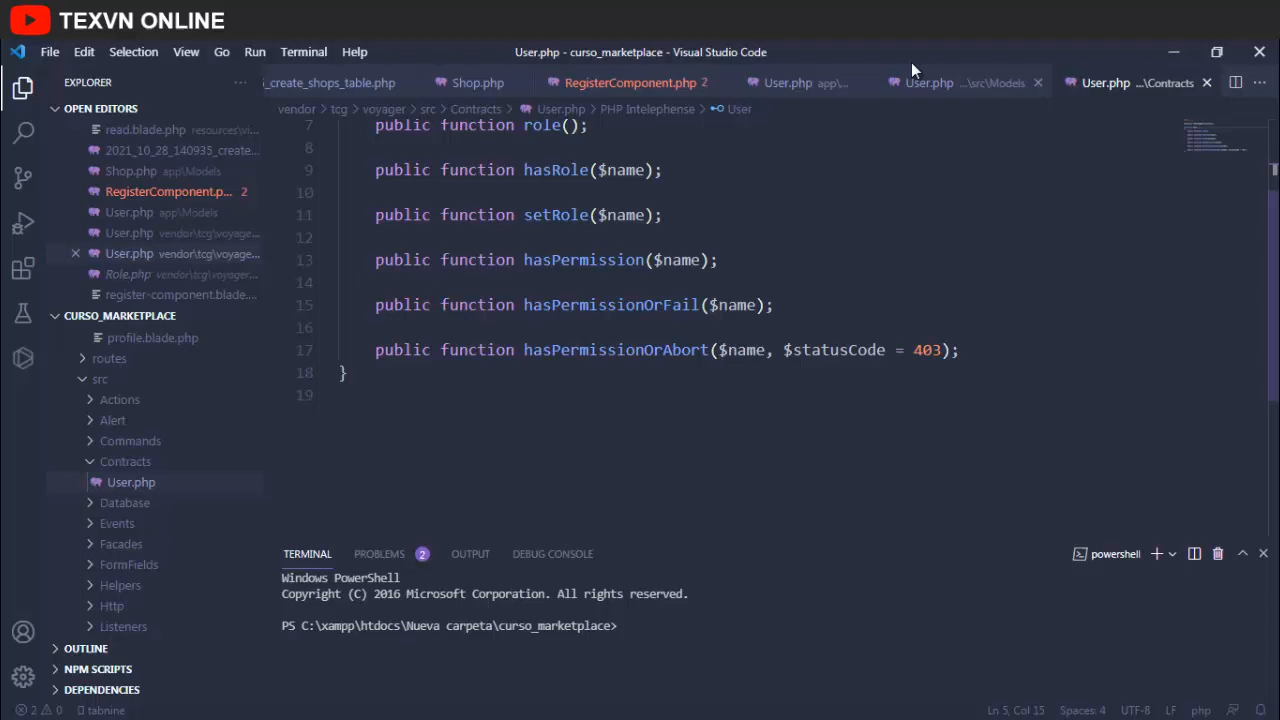 TEXVN ONLINE
File Edit Selection View Go Run Terminal Help
User.php - curso_marketplace - Visual Studio Code
EXPLORER
5_create_shops_table.php Shop.php RegisterComponent.php 2 User.php app\... User.php ...\src\Models User.php ...\Contracts
vendor > tcg > voyager > src > Contracts > User.php > PHP Intelephense > User
OPEN EDITORS
read.blade.php resources\vi...
2021_10_28_140935_create...
Shop.php app\Models
RegisterComponent.p... 2
User.php app\Models
User.php vendor\tcg\voyage...
User.php vendor\tcg\voyage...
Role.php vendor\tcg\voyager...
register-component.blade....
CURSO_MARKETPLACE
profile.blade.php
routes
src
Actions
Alert
Commands
Contracts
User.php
Database
Events
Facades
FormFields
Helpers
Http
Listeners
OUTLINE
NPM SCRIPTS
DEPENDENCIES
7 public function role();
8
9 public function hasRole($name);
10
11 public function setRole($name);
12
13 public function hasPermission($name);
14
15 public function hasPermissionOrFail($name);
16
17 public function hasPermissionOrAbort($name, $statusCode = 403);
18 }
19
TERMINAL PROBLEMS 2 OUTPUT DEBUG CONSOLE
powershell
Windows PowerShell
Copyright (C) 2016 Microsoft Corporation. All rights reserved.
PS C:\xampp\htdocs\Nueva carpeta\curso_marketplace>
2 0 tabnine
Ln 5, Col 15 Spaces: 4 UTF-8 LF php